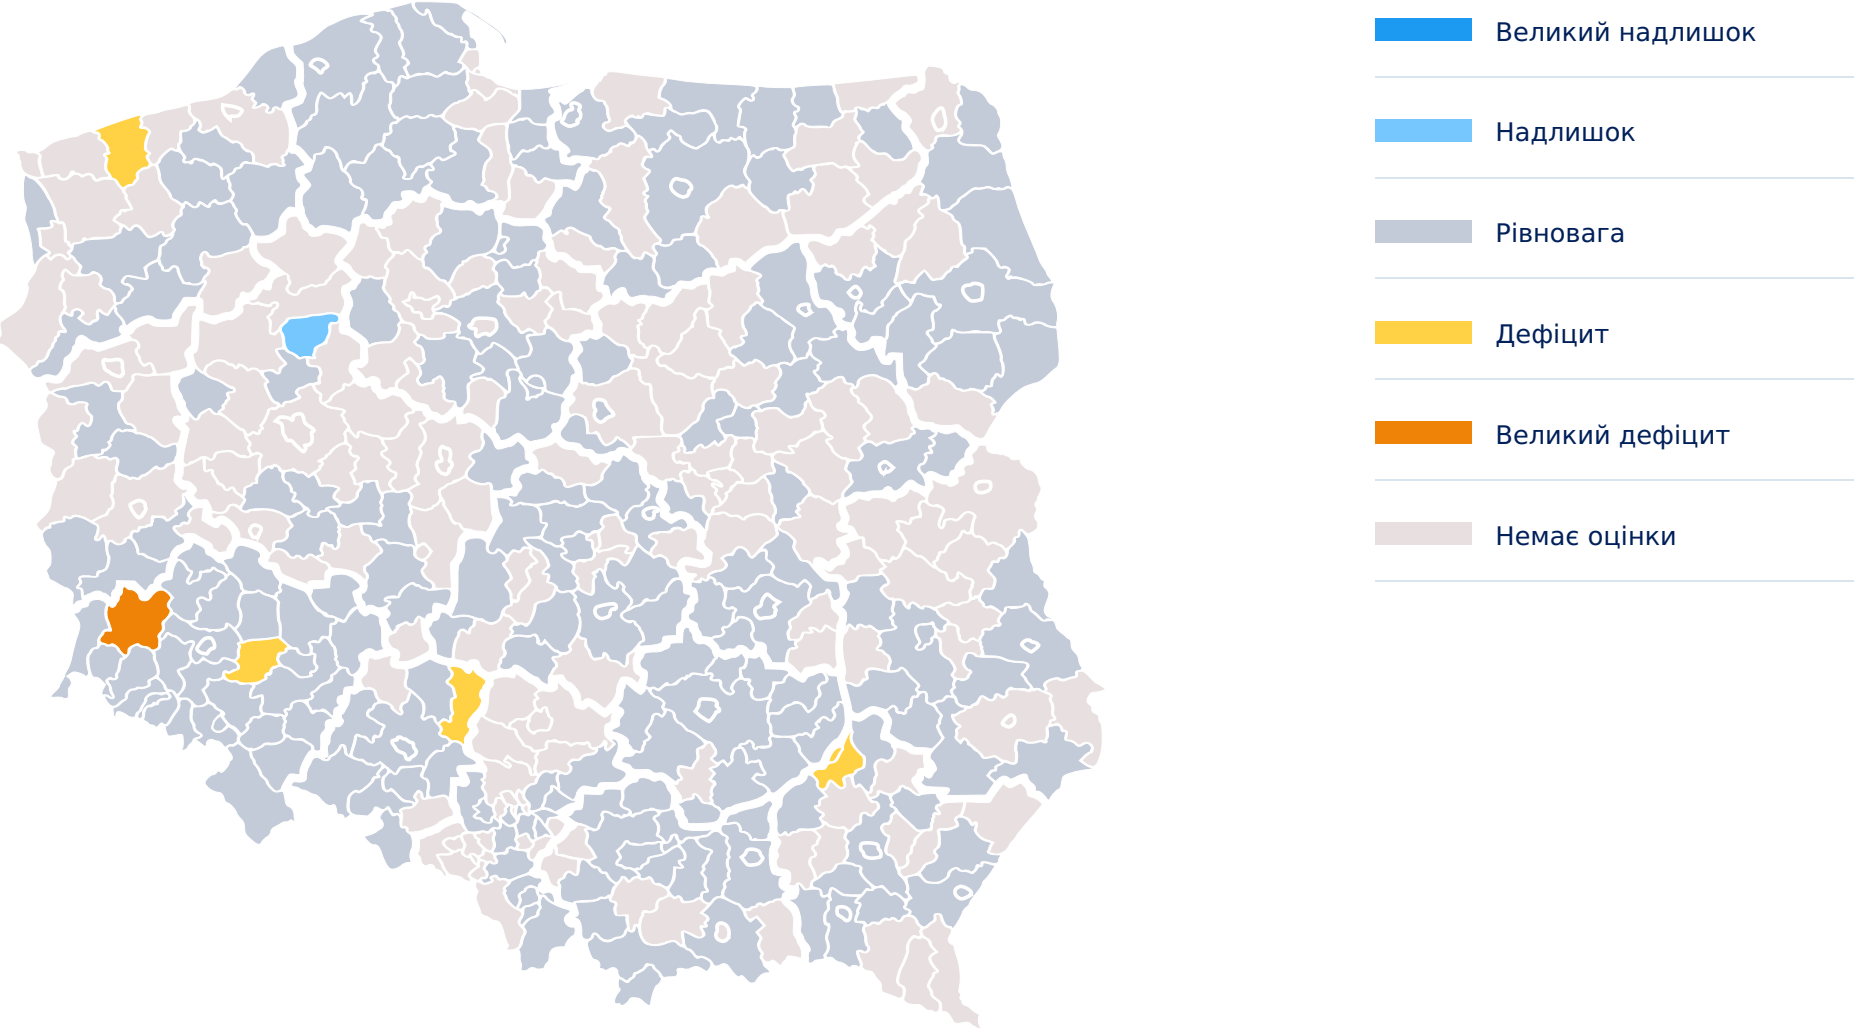 Великий надлишок
Надлишок
Рівновага
Дефіцит
Великий дефіцит
Немає оцінки